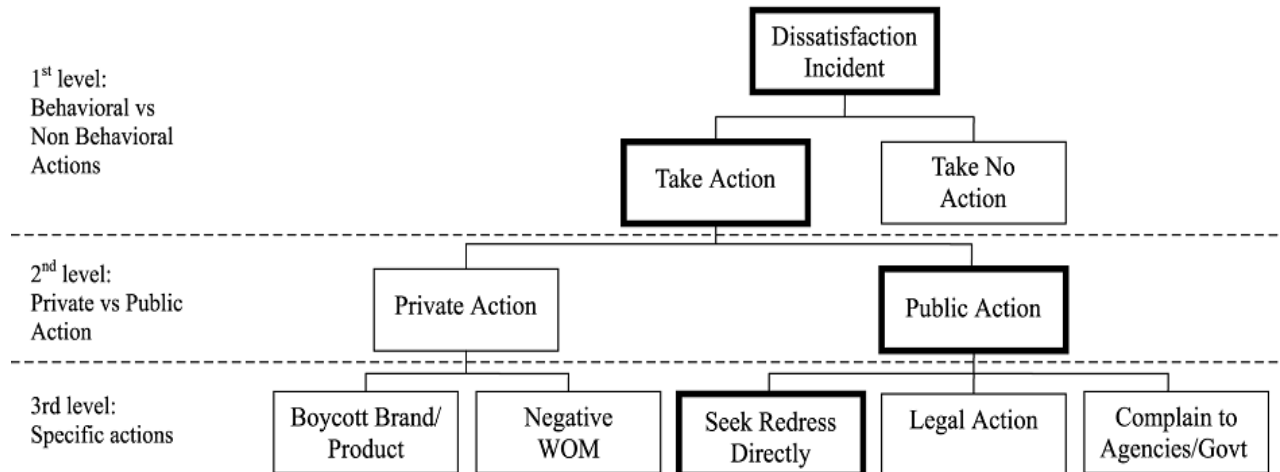 Dissatisfaction
Incident
1st level:
Behavioral vs
Non Behavioral
Actions
Take Action
Take No
Action
2nd level:
Private vs Public
Action
Private Action
Public Action
3rd level:
Specific actions
Boycott Brand/
Product
Negative
WOM
Seek Redress
Directly
Legal Action
Complain to
Agencies/Govt